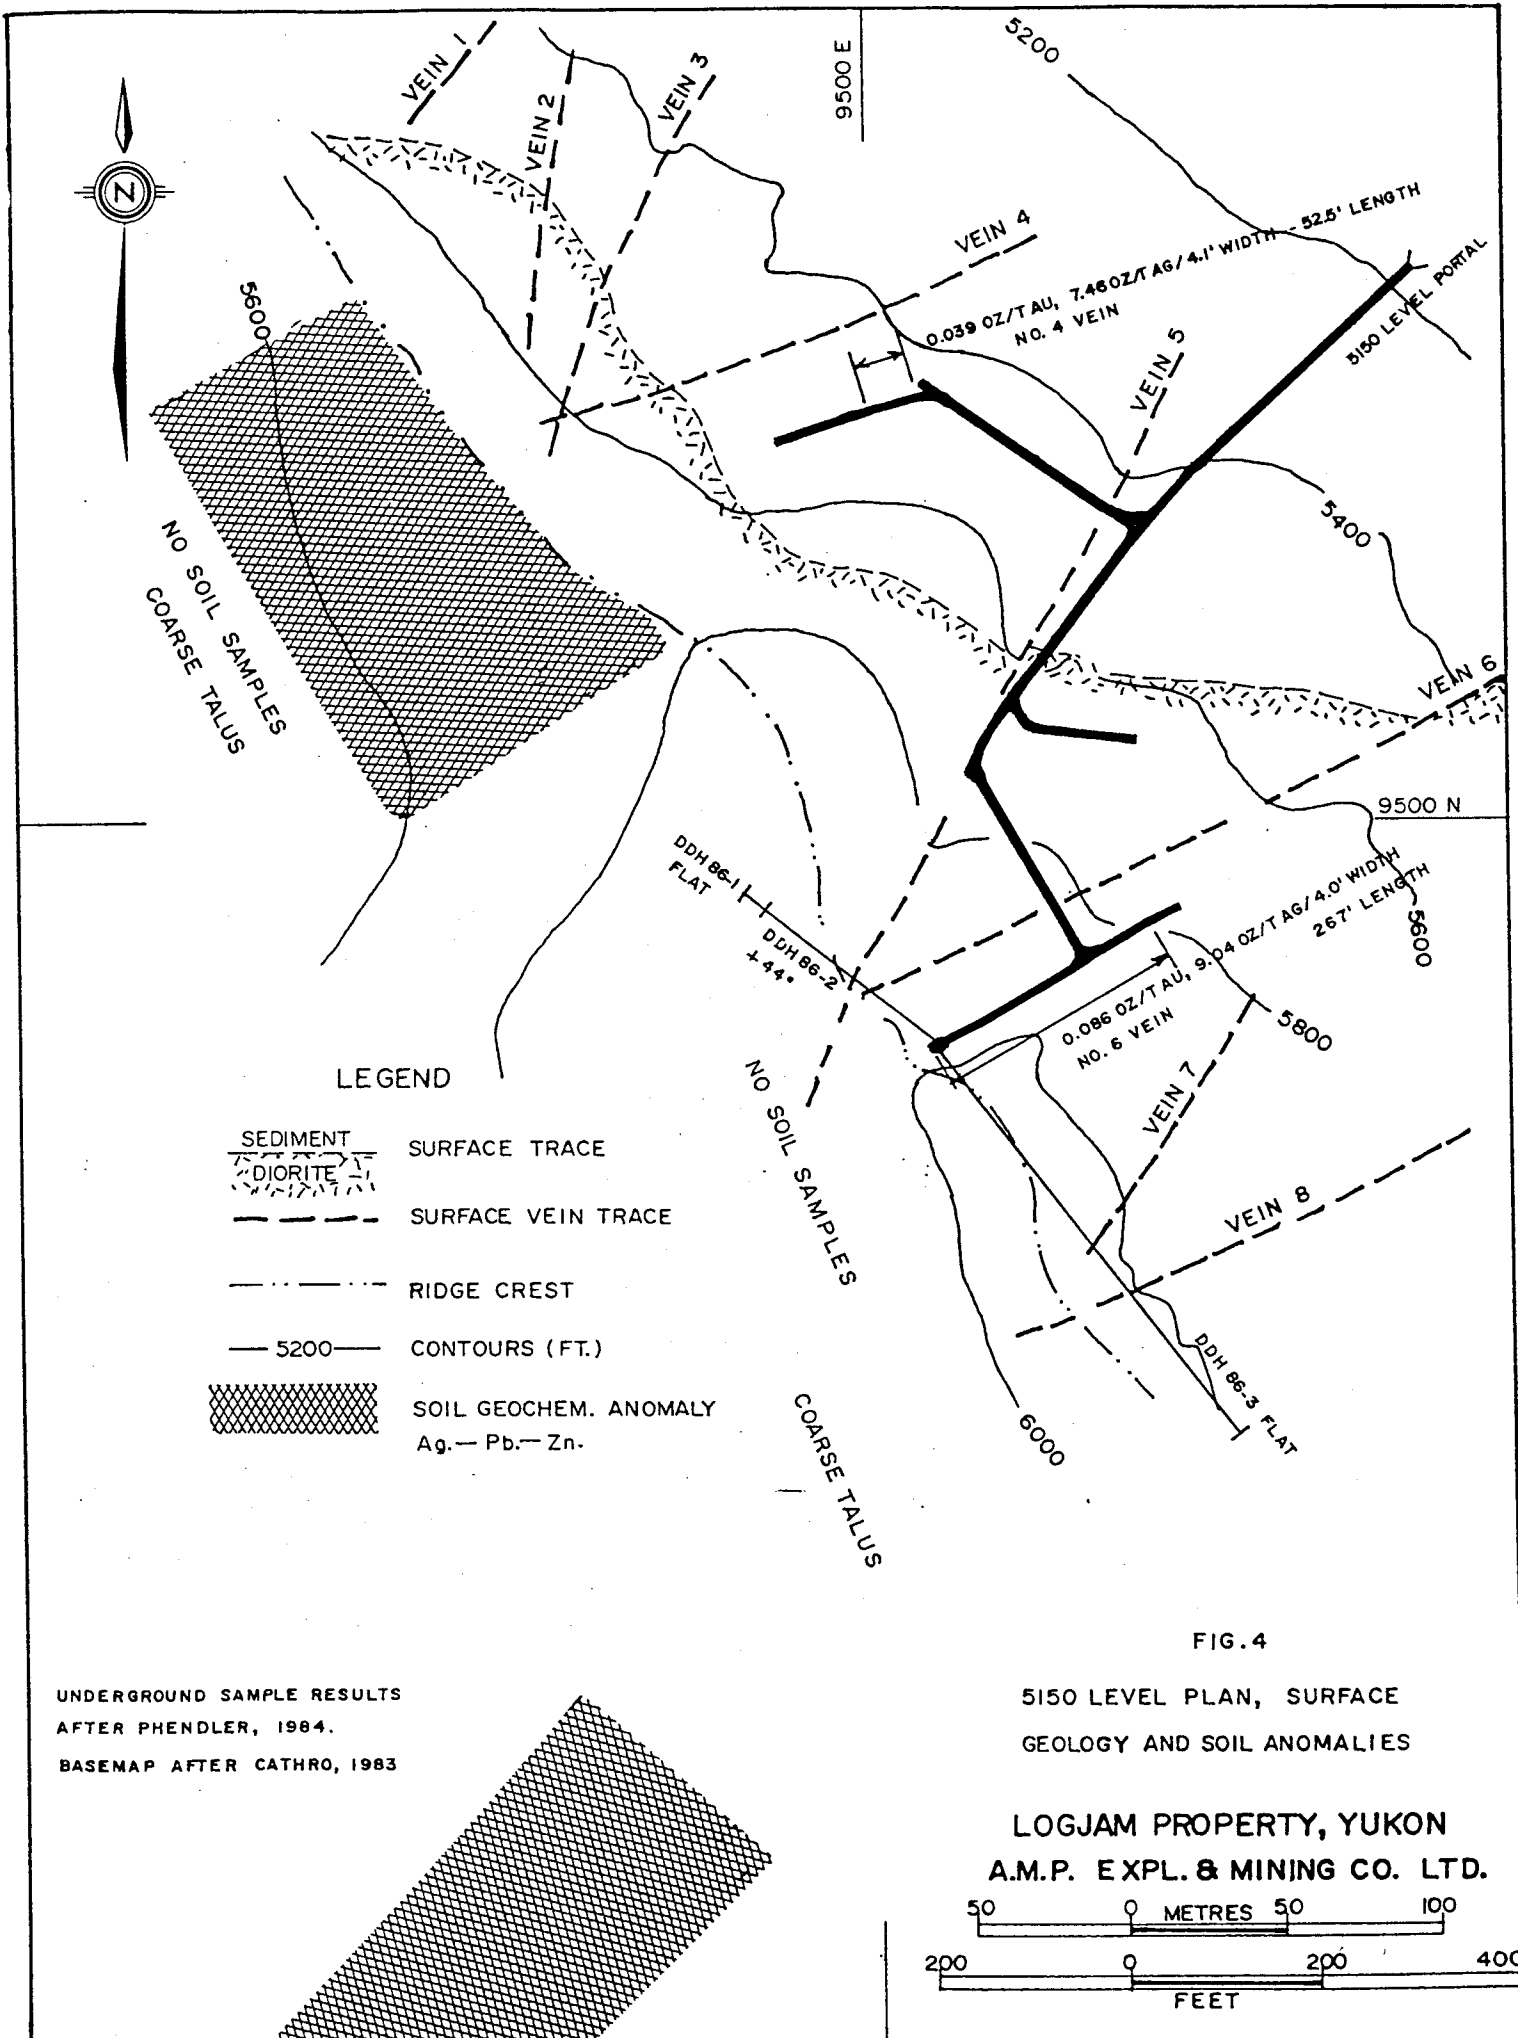 VEIN 1
VEIN 2
VEIN 3
9500 E
5200
N
VEIN 4
0.039 OZ/T AU, 7.46 OZ/T AG/ 4.1' WIDTH - 52.5' LENGTH
NO. 4 VEIN
5150 LEVEL PORTAL
5600
VEIN 5
5400
NO SOIL SAMPLES
COARSE TALUS
VEIN 6
9500 N
DDH 86-1
FLAT
DDH 86-2
+44°
0.086 OZ/T AU, 9.04 OZ/T AG/ 4.0' WIDTH
267' LENGTH
NO. 6 VEIN
5600
5800
VEIN 7
NO SOIL SAMPLES
COARSE TALUS
VEIN 8
DDH 86-3 FLAT
6000
LEGEND
SEDIMENT
DIORITE
SURFACE TRACE
SURFACE VEIN TRACE
RIDGE CREST
5200
CONTOURS (FT.)
SOIL GEOCHEM. ANOMALY
Ag.— Pb.— Zn.
UNDERGROUND SAMPLE RESULTS
AFTER PHENDLER, 1984.
BASEMAP AFTER CATHRO, 1983
FIG. 4
5150 LEVEL PLAN, SURFACE
GEOLOGY AND SOIL ANOMALIES
LOGJAM PROPERTY, YUKON
A.M.P. EXPL. & MINING CO. LTD.
50 0 METRES 50 100
200 0 200 400
FEET